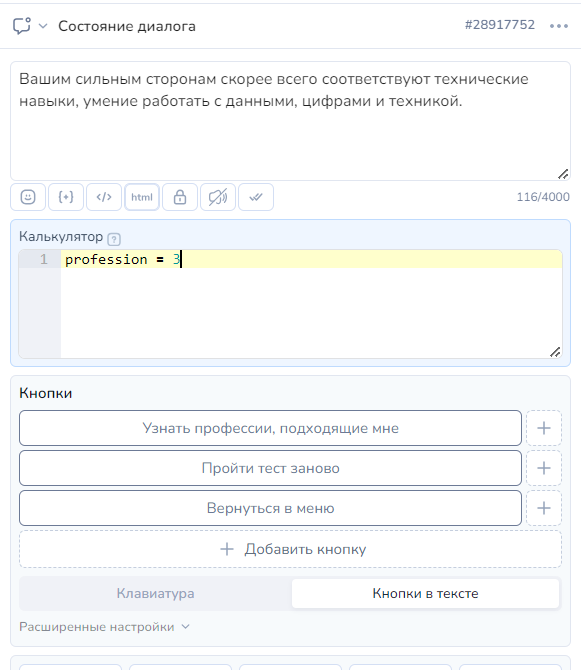 Состояние диалога #28917752
Вашим сильным сторонам скорее всего соответствуют технические
навыки, умение работать с данными, цифрами и техникой.
{+} </> html 116/4000
Калькулятор ?
1 profession = 3
Кнопки
Узнать профессии, подходящие мне
Пройти тест заново
Вернуться в меню
Добавить кнопку
Клавиатура Кнопки в тексте
Расширенные настройки